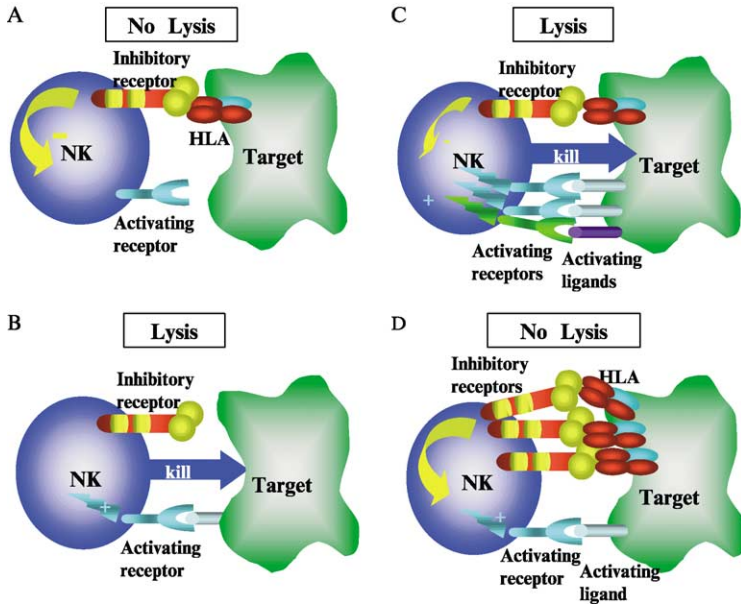 A
No Lysis
Inhibitory
receptor
HLA
NK
Target
-
Activating
receptor
B
Lysis
Inhibitory
receptor
NK
kill
Target
+
Activating
receptor
C
Lysis
Inhibitory
receptor
-
NK
kill
Target
+
Activating
receptors
Activating
ligands
D
No Lysis
Inhibitory
receptors
HLA
NK
Target
+
Activating
receptor
Activating
ligand